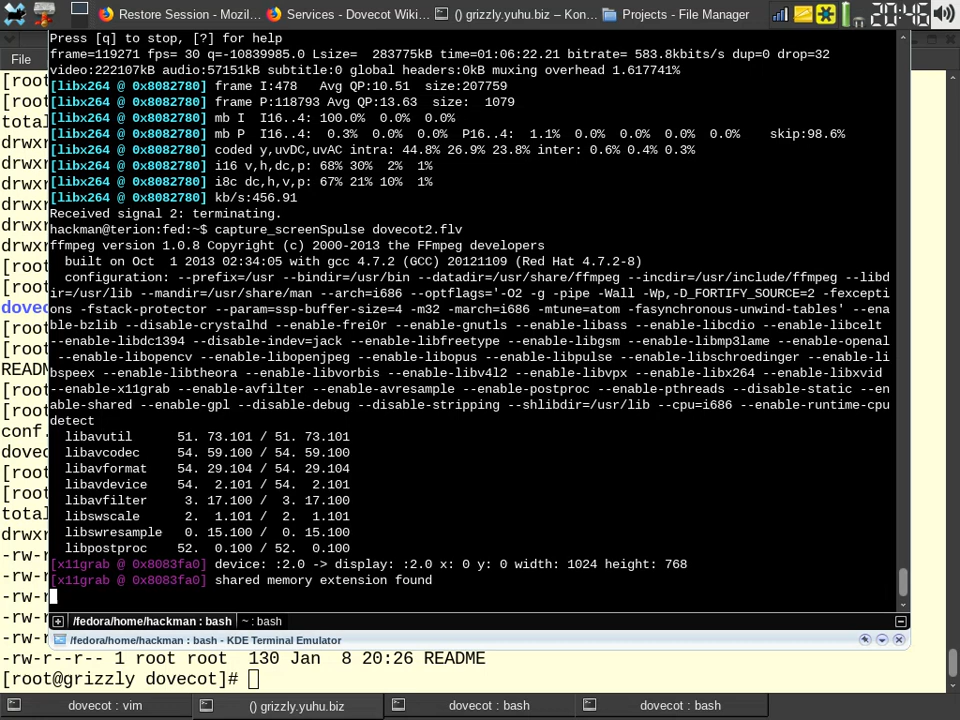 Restore Session - Mozil...
Services - Dovecot Wiki...
() grizzly.yuhu.biz – Kon...
Projects - File Manager
20:46
File
Press [q] to stop, [?] for help
frame=119271 fps= 30 q=-10839985.0 Lsize=  283775kB time=01:06:22.21 bitrate= 583.8kbits/s dup=0 drop=32
video:222107kB audio:57151kB subtitle:0 global headers:0kB muxing overhead 1.617741%
[libx264 @ 0x8082780] frame I:478   Avg QP:10.51  size:207759
[libx264 @ 0x8082780] frame P:118793 Avg QP:13.63  size:  1079
[libx264 @ 0x8082780] mb I  I16..4: 100.0%  0.0%  0.0%
[libx264 @ 0x8082780] mb P  I16..4:  0.3%  0.0%  0.0%  P16..4:  1.1%  0.0%  0.0%  0.0%  0.0%    skip:98.6%
[libx264 @ 0x8082780] coded y,uvDC,uvAC intra: 44.8% 26.9% 23.8% inter: 0.6% 0.4% 0.3%
[libx264 @ 0x8082780] i16 v,h,dc,p: 68% 30%  2%  1%
[libx264 @ 0x8082780] i8c dc,h,v,p: 67% 21% 10%  1%
[libx264 @ 0x8082780] kb/s:456.91
Received signal 2: terminating.
hackman@terion:fed:~$ capture_screenSpulse dovecot2.flv
ffmpeg version 1.0.8 Copyright (c) 2000-2013 the FFmpeg developers
  built on Oct  1 2013 02:34:05 with gcc 4.7.2 (GCC) 20121109 (Red Hat 4.7.2-8)
  configuration: --prefix=/usr --bindir=/usr/bin --datadir=/usr/share/ffmpeg --incdir=/usr/include/ffmpeg --libd
ir=/usr/lib --mandir=/usr/share/man --arch=i686 --optflags='-O2 -g -pipe -Wall -Wp,-D_FORTIFY_SOURCE=2 -fexcepti
ons -fstack-protector --param=ssp-buffer-size=4 -m32 -march=i686 -mtune=atom -fasynchronous-unwind-tables' --ena
ble-bzlib --disable-crystalhd --enable-frei0r --enable-gnutls --enable-libass --enable-libcdio --enable-libcelt
--enable-libdc1394 --disable-indev=jack --enable-libfreetype --enable-libgsm --enable-libmp3lame --enable-openal
 --enable-libopencv --enable-libopenjpeg --enable-libopus --enable-libpulse --enable-libschroedinger --enable-li
bspeex --enable-libtheora --enable-libvorbis --enable-libv4l2 --enable-libvpx --enable-libx264 --enable-libxvid
--enable-x11grab --enable-avfilter --enable-avresample --enable-postproc --enable-pthreads --disable-static --en
able-shared --enable-gpl --disable-debug --disable-stripping --shlibdir=/usr/lib --cpu=i686 --enable-runtime-cpu
detect
  libavutil      51. 73.101 / 51. 73.101
  libavcodec     54. 59.100 / 54. 59.100
  libavformat    54. 29.104 / 54. 29.104
  libavdevice    54.  2.101 / 54.  2.101
  libavfilter     3. 17.100 /  3. 17.100
  libswscale      2.  1.101 /  2.  1.101
  libswresample   0. 15.100 /  0. 15.100
  libpostproc    52.  0.100 / 52.  0.100
[x11grab @ 0x8083fa0] device: :2.0 -> display: :2.0 x: 0 y: 0 width: 1024 height: 768
[x11grab @ 0x8083fa0] shared memory extension found
/fedora/home/hackman : bash
~ : bash
/fedora/home/hackman : bash - KDE Terminal Emulator
-rw-r--r-- 1 root root  130 Jan  8 20:26 README
[root@grizzly dovecot]#
dovecot : vim
() grizzly.yuhu.biz
dovecot : bash
dovecot : bash